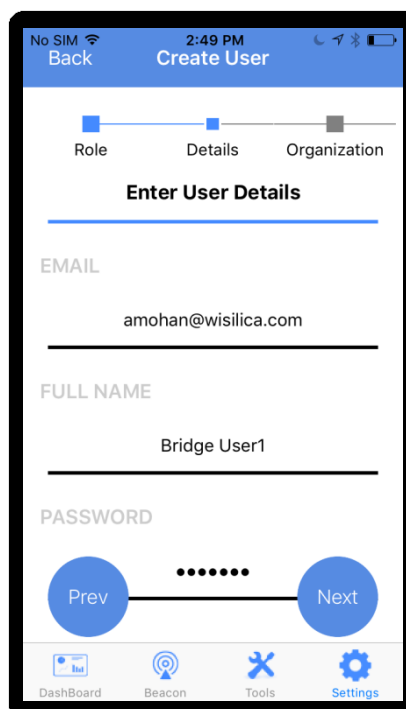 No SIM 2:49 PM
Back Create User
Role Details Organization
Enter User Details
EMAIL
amohan@wisilica.com
FULL NAME
Bridge User1
PASSWORD
•••••••
Prev Next
DashBoard Beacon Tools Settings